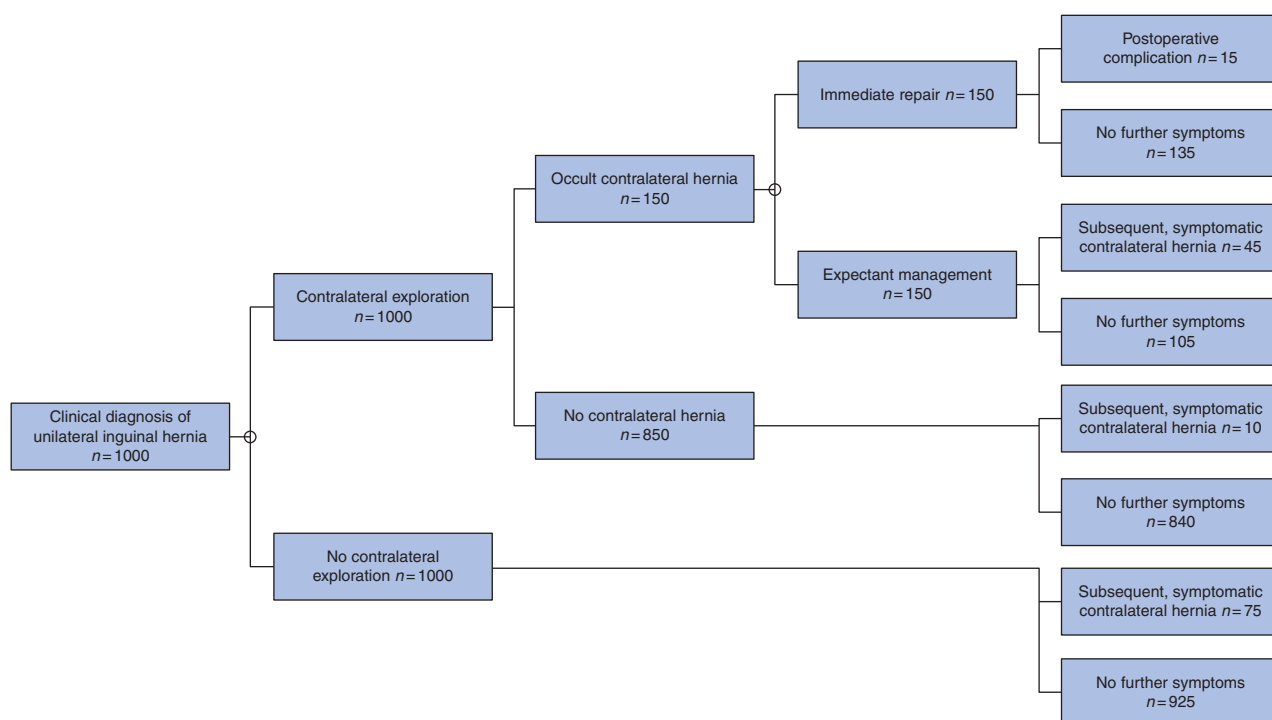 Clinical diagnosis of
unilateral inguinal hernia
n = 1000
Contralateral exploration
n = 1000
No contralateral
exploration n = 1000
Occult contralateral hernia
n = 150
No contralateral hernia
n = 850
Immediate repair n = 150
Expectant management
n = 150
Postoperative
complication n = 15
No further symptoms
n = 135
Subsequent, symptomatic
contralateral hernia n = 45
No further symptoms
n = 105
Subsequent, symptomatic
contralateral hernia n = 10
No further symptoms
n = 840
Subsequent, symptomatic
contralateral hernia n = 75
No further symptoms
n = 925